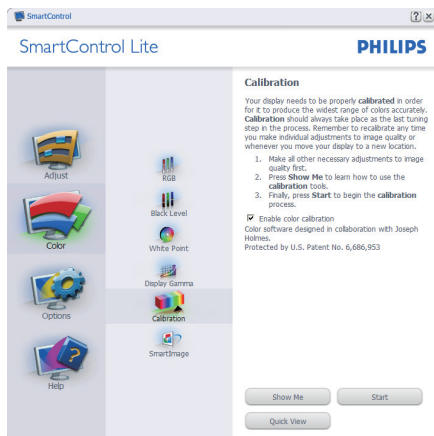 SmartControl
? X
SmartControl Lite
PHILIPS
Adjust
Color
Options
Help
RGB
Black Level
White Point
Display Gamma
Calibration
SmartImage
Calibration
Your display needs to be properly calibrated in order
for it to produce the widest range of colors accurately.
Calibration should always take place as the last tuning
step in the process. Remember to recalibrate any time
you make individual adjustments to image quality or
whenever you move your display to a new location.
1. Make all other necessary adjustments to image
quality first.
2. Press Show Me to learn how to use the
calibration tools.
3. Finally, press Start to begin the calibration
process.
Enable color calibration
Color software designed in collaboration with Joseph
Holmes.
Protected by U.S. Patent No. 6,686,953
Show Me
Start
Quick View